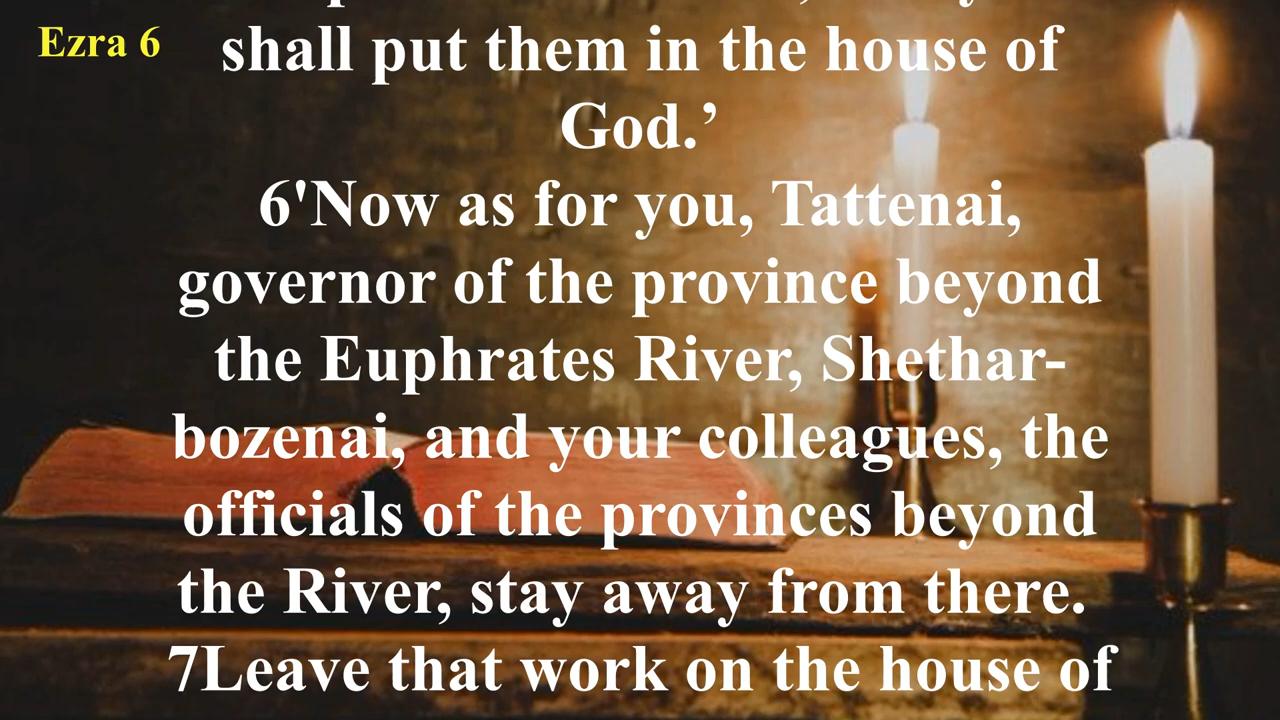 Ezra 6
shall put them in the house of
God.’
6'Now as for you, Tattenai,
governor of the province beyond
the Euphrates River, Shethar-
bozenai, and your colleagues, the
officials of the provinces beyond
the River, stay away from there.
7Leave that work on the house of